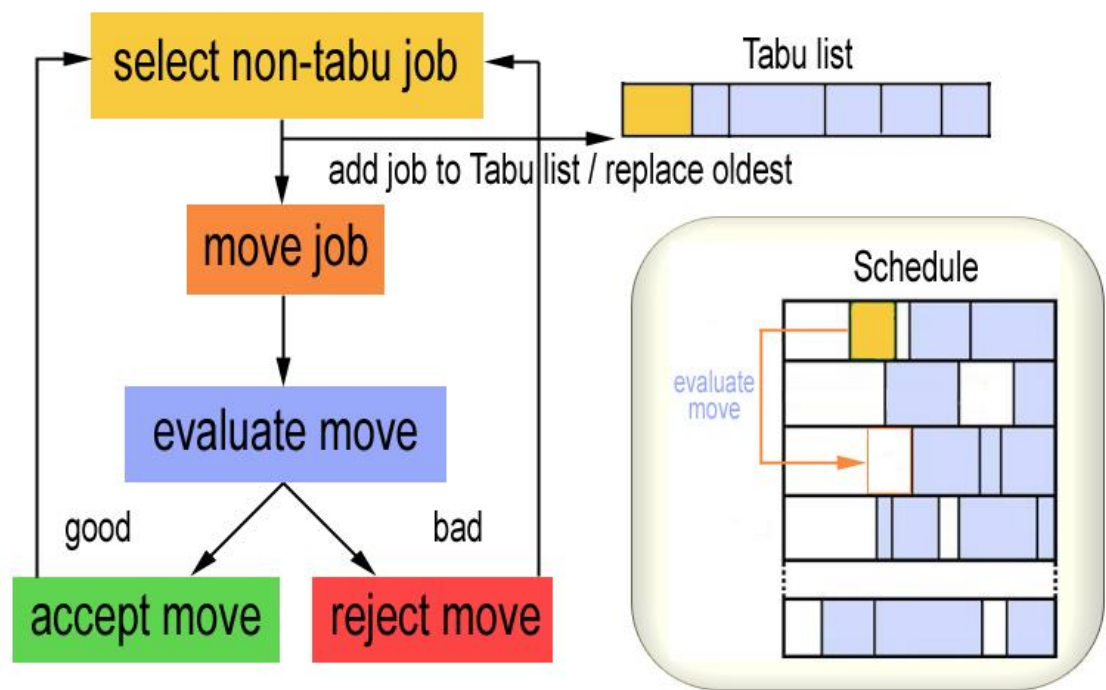 select non-tabu job
Tabu list
add job to Tabu list / replace oldest
move job
Schedule
evaluate
move
evaluate move
good
bad
accept move
reject move